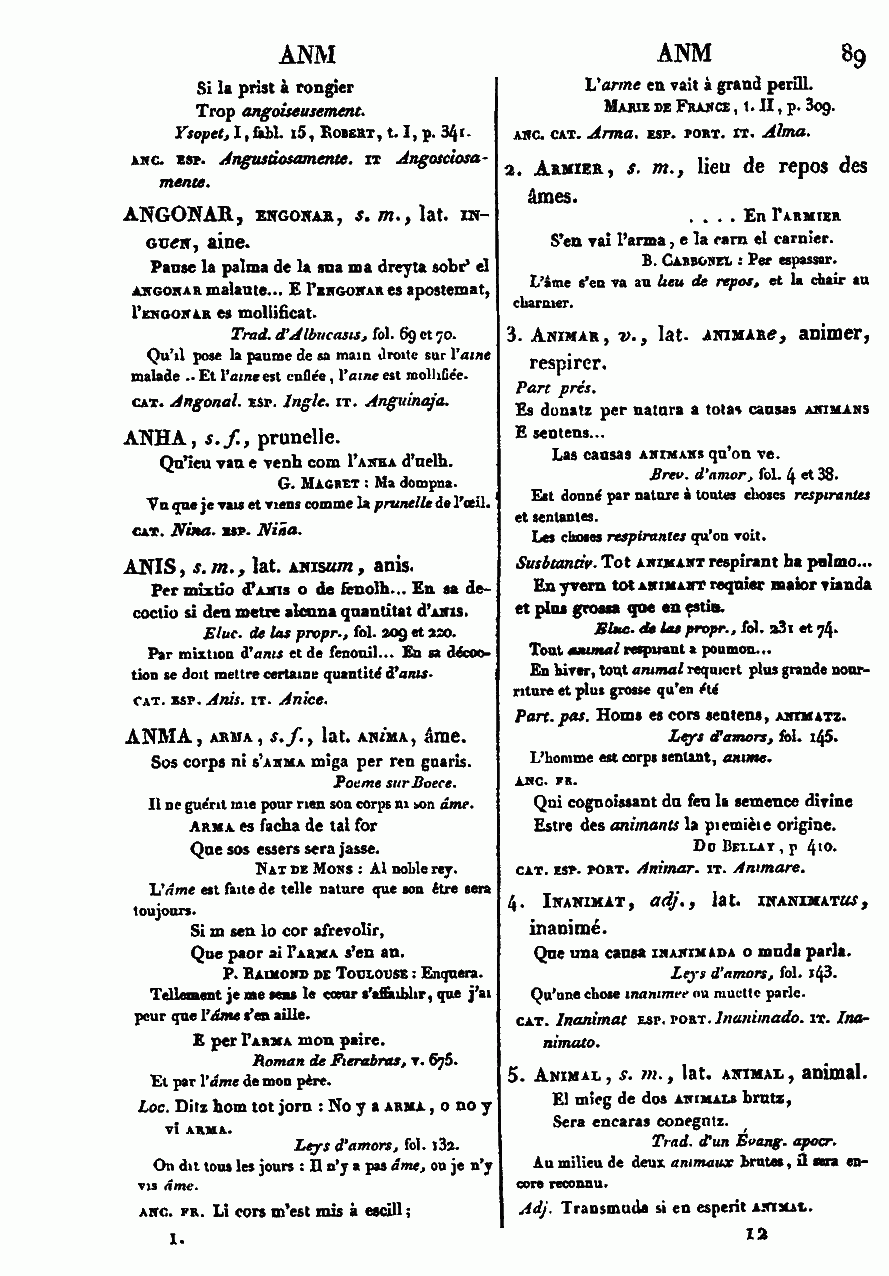 ANM
Si la prist à rongier
Trop angoiseusement.
Ysopet, I, fabl. 15, ROBERT, t. I, p. 341.
ANC. ESP. Angustiosamente. IT Angosciosa-
mente.
ANGONAR, ENGONAR, s. m., lat. IN-
GUEN, aine.
Pause la palma de la sua ma dreyta sobr' el
ANGONAR malaute... E l'ENGONAR es apostemat,
l'ENGONAR es mollificat.
Trad. d'Albucasis, fol. 69 et 70.
Qu'il pose la paume de sa main droite sur l'aine
malade .. Et l'aine est enflée, l'aine est mollifiée.
CAT. Angonal. ESP. Ingle. IT. Anguinaja.
ANHA, s. f., prunelle.
Qu'ieu van e venh com l'ANHA d'uelh.
G. MAGRET : Ma dompna.
Vu que je vais et viens comme la prunelle de l'œil.
CAT. Nina. ESP. Niña.
ANIS, s. m., lat. ANISum, anis.
Per mixtio d'ANIS o de fenolh... En sa de-
coctio si deu metre alcuna quantitat d'ANIS.
Eluc. de las propr., fol. 209 et 220.
Par mixtion d'anis et de fenouil... En sa décoc-
tion se doit mettre certaine quantité d'anis.
CAT. ESP. Anis. IT. Anice.
ANMA, ARMA, s. f., lat. ANiMA, âme.
Sos corps ni s'ANMA miga per ren guaris.
Poeme sur Boece.
Il ne guérit mie pour rien son corps ni son âme.
ARMA es facha de tal for
Que sos essers sera jasse.
NAT DE MONS : Al noble rey.
L'âme est faite de telle nature que son être sera
toujours.
Si m sen lo cor afrevolir,
Que paor ai l'ARMA s'en an.
P. RAIMOND DE TOULOUSE : Enquera.
Tellement je me sens le cœur s'affaiblir, que j'ai
peur que l'âme s'en aille.
E per l'ARMA mon paire.
Roman de Fierabras, v. 675.
Et par l'âme de mon père.
Loc. Ditz hom tot jorn : No y a ARMA, o no y
vi ARMA.
Leys d'amors, fol. 132.
On dit tous les jours : Il n'y a pas âme, ou je n'y
vis âme.
ANC. FR. Li cors m'est mis à escill;
1.
ANM 89
L'arme en vait à grand perill.
MARIE DE FRANCE, t. II, p. 309.
ANC. CAT. Arma. ESP. PORT. IT. Alma.
2. ARMIER, s. m., lieu de repos des
âmes.
. . . . En l'ARMIER
S'en vai l'arma, e la carn el carnier.
B. CARBONEL : Per espassar.
L'âme s'en va au lieu de repos, et la chair au
charnier.
3. ANIMAR, v., lat. ANIMARe, animer,
respirer.
Part prés.
Es donatz per natura a totas causas ANIMANS
E sentens...
Las causas ANIMANS qu'on ve.
Brev. d'amor, fol. 4 et 38.
Est donné par nature à toutes choses respirantes
et sentantes.
Les choses respirantes qu'on voit.
Susbtantiv. Tot ANIMANT respirant ha pulmo...
En yvern tot ANIMANT requier maior vianda
et plus grossa que en estiu.
Eluc. de las propr., fol. 231 et 74.
Tout animal respirant a poumon...
En hiver, tout animal requiert plus grande nour-
riture et plus grosse qu'en été
Part. pas. Homs es cors sentens, ANIMATZ.
Leys d'amors, fol. 145.
L'homme est corps sentant, animé.
ANC. FR.
Qui cognoissant du feu la semence divine
Estre des animants la première origine.
DU BELLAY, p 410.
CAT. ESP. PORT. Animar. IT. Animare.
4. INANIMAT, adj., lat. INANIMATus,
inanimé.
Que una causa INANIMADA o muda parla.
Leys d'amors, fol. 143.
Qu'une chose inanimée ou muette parle.
CAT. Inanimat ESP. PORT. Inanimado. IT. Ina-
nimato.
5. ANIMAL, s. m., lat. ANIMAL, animal.
El mieg de dos ANIMALS brutz,
Sera encaras conegutz.
Trad. d'un Évang. apocr.
Au milieu de deux animaux brutes, il sera en-
core reconnu.
Adj. Transmuda si en esperit ANIMAL.
12